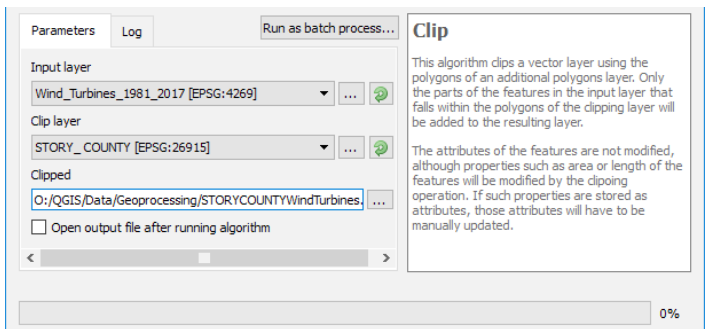 Parameters
Log
Run as batch process...
Input layer
Wind_Turbines_1981_2017 [EPSG:4269]
...
Clip layer
STORY_ COUNTY [EPSG:26915]
...
Clipped
O:/QGIS/Data/Geoprocessing/STORYCOUNTYWindTurbines.
...
Open output file after running algorithm
Clip
This algorithm clips a vector layer using the
polygons of an additional polygons layer. Only
the parts of the features in the input layer that
falls within the polygons of the clipping layer will
be added to the resulting layer.
The attributes of the features are not modified,
although properties such as area or length of the
features will be modified by the clipoing
operation. If such properties are stored as
attributes, those attributes will have to be
manually updated.
0%